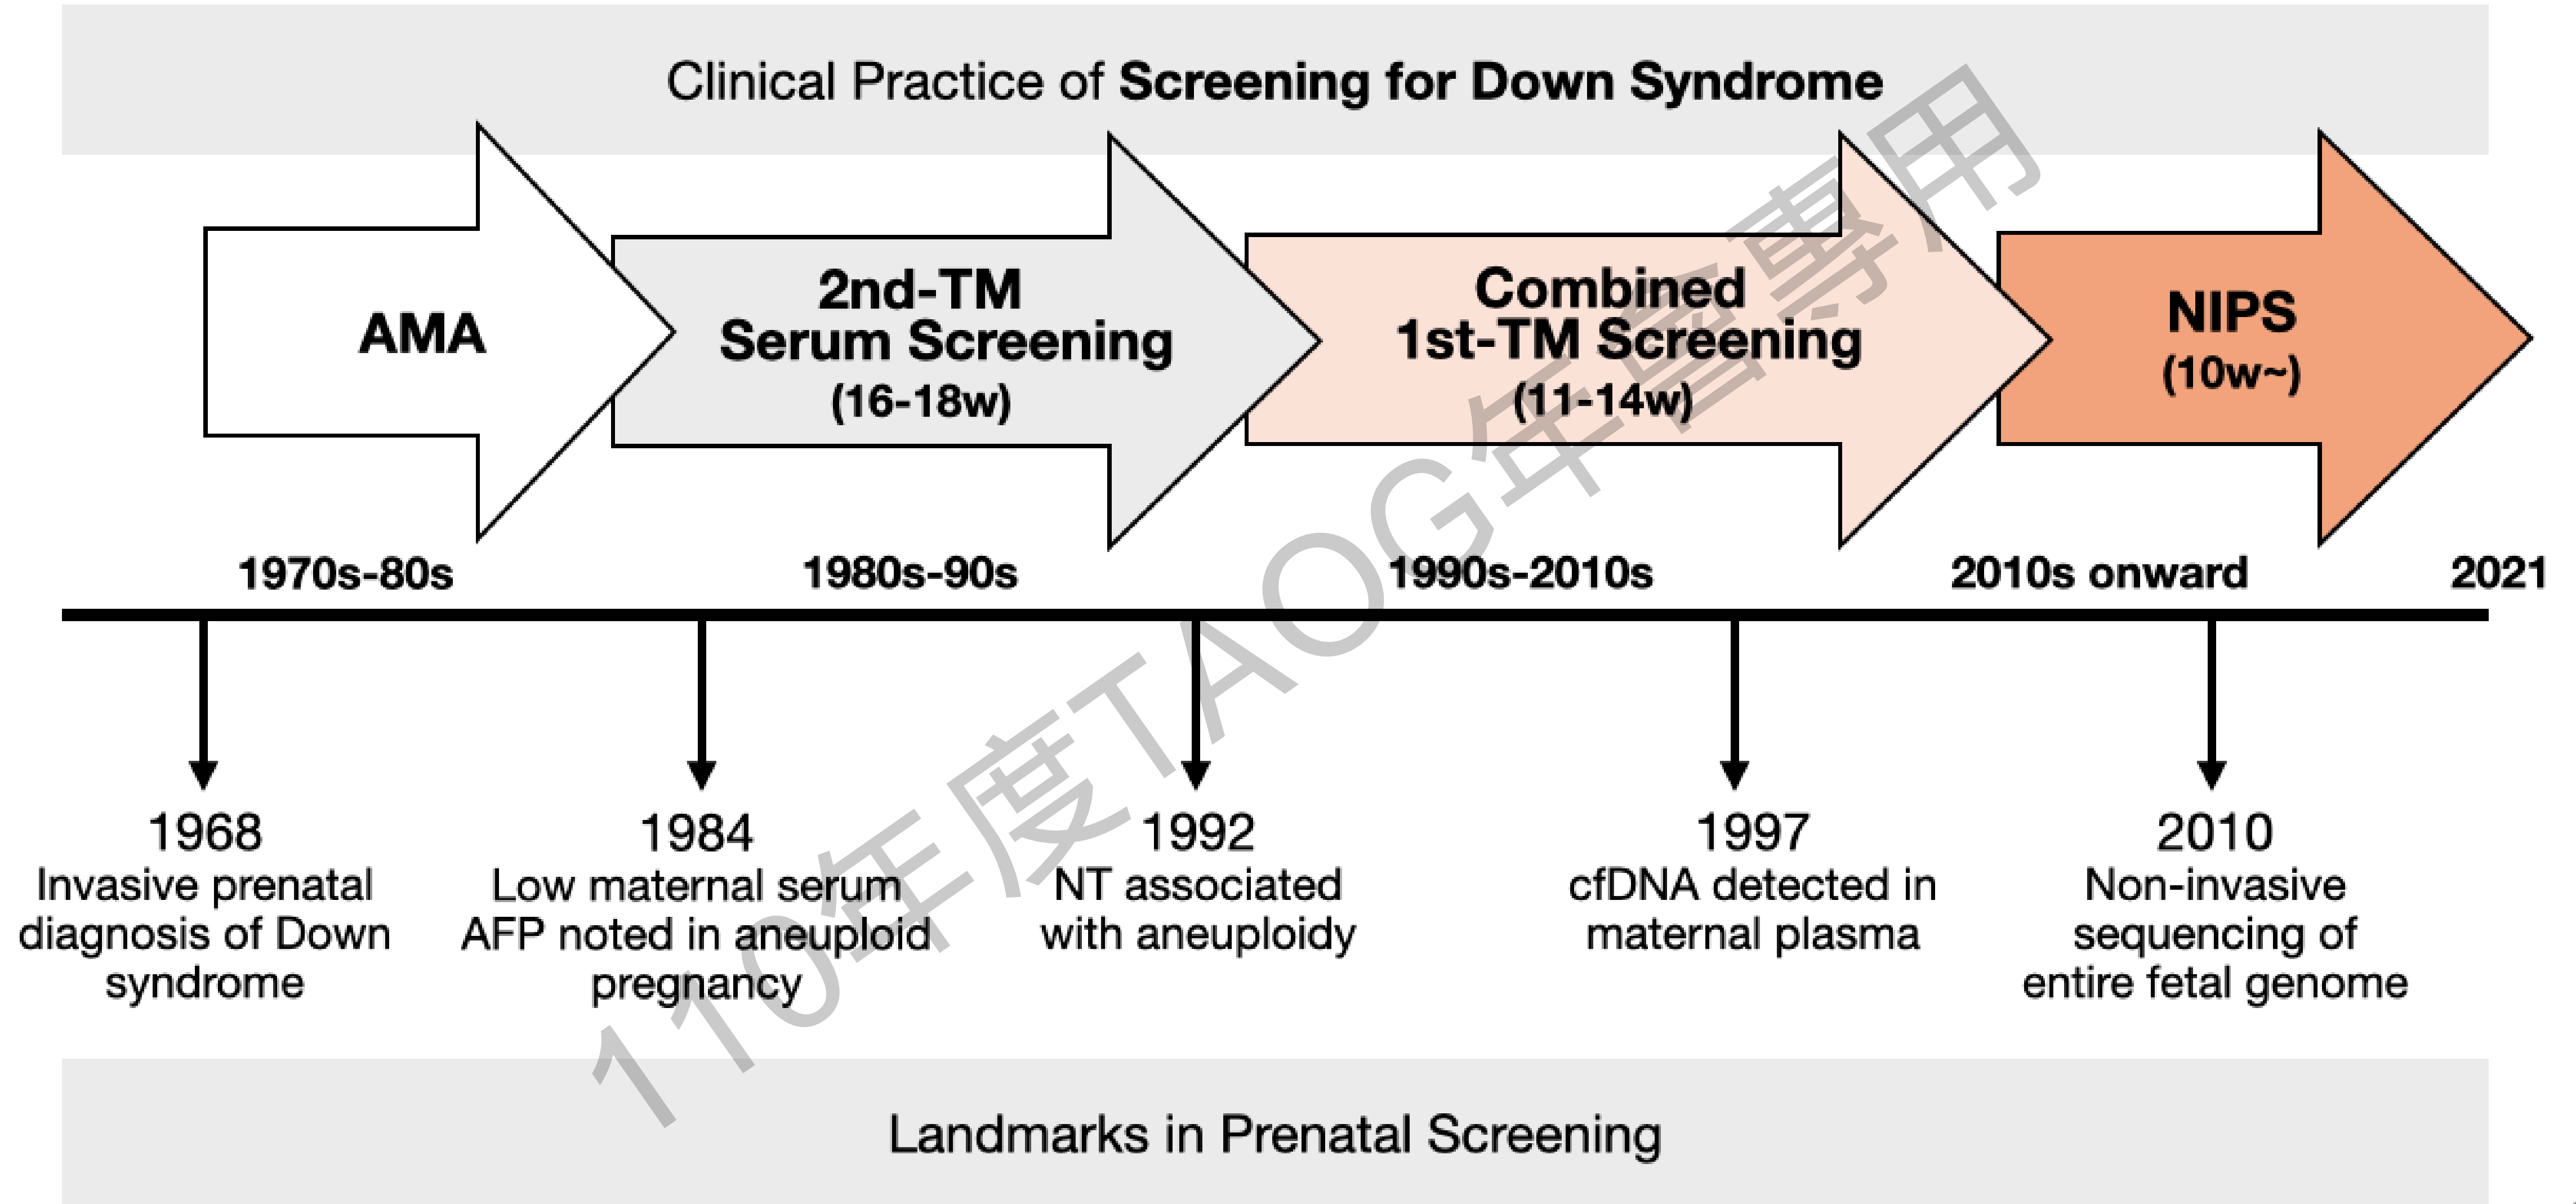 Clinical Practice of Screening for Down Syndrome
AMA
2nd-TM
Serum Screening
(16-18w)
Combined
1st-TM Screening
(11-14w)
NIPS
(10w~)
1970s-80s
1980s-90s
1990s-2010s
2010s onward
2021
1968
Invasive prenatal
diagnosis of Down
syndrome
1984
Low maternal serum
AFP noted in aneuploid
pregnancy
1992
NT associated
with aneuploidy
1997
cfDNA detected in
maternal plasma
2010
Non-invasive
sequencing of
entire fetal genome
Landmarks in Prenatal Screening
110年度TAOG年會專用